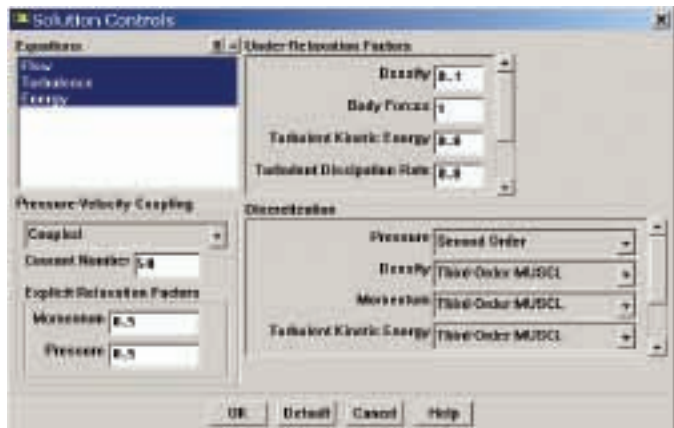 Solution Controls
Equations
Under-Relaxation Factors
Flow
Turbulence
Energy
Density
Body Forces 1
Turbulent Kinetic Energy
Turbulent Dissipation Rate
Pressure-Velocity Coupling
Coupled
Courant Number 50
Explicit Relaxation Factors
Momentum 0.5
Pressure 0.5
Discretization
Pressure Second Order
Density Third-Order MUSCL
Momentum Third-Order MUSCL
Turbulent Kinetic Energy Third-Order MUSCL
OK Default Cancel Help